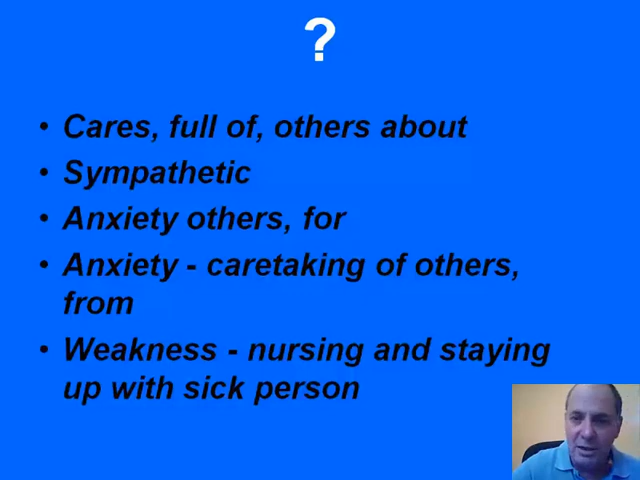 ?
• Cares, full of, others about
• Sympathetic
• Anxiety others, for
• Anxiety - caretaking of others,
from
• Weakness - nursing and staying
up with sick person